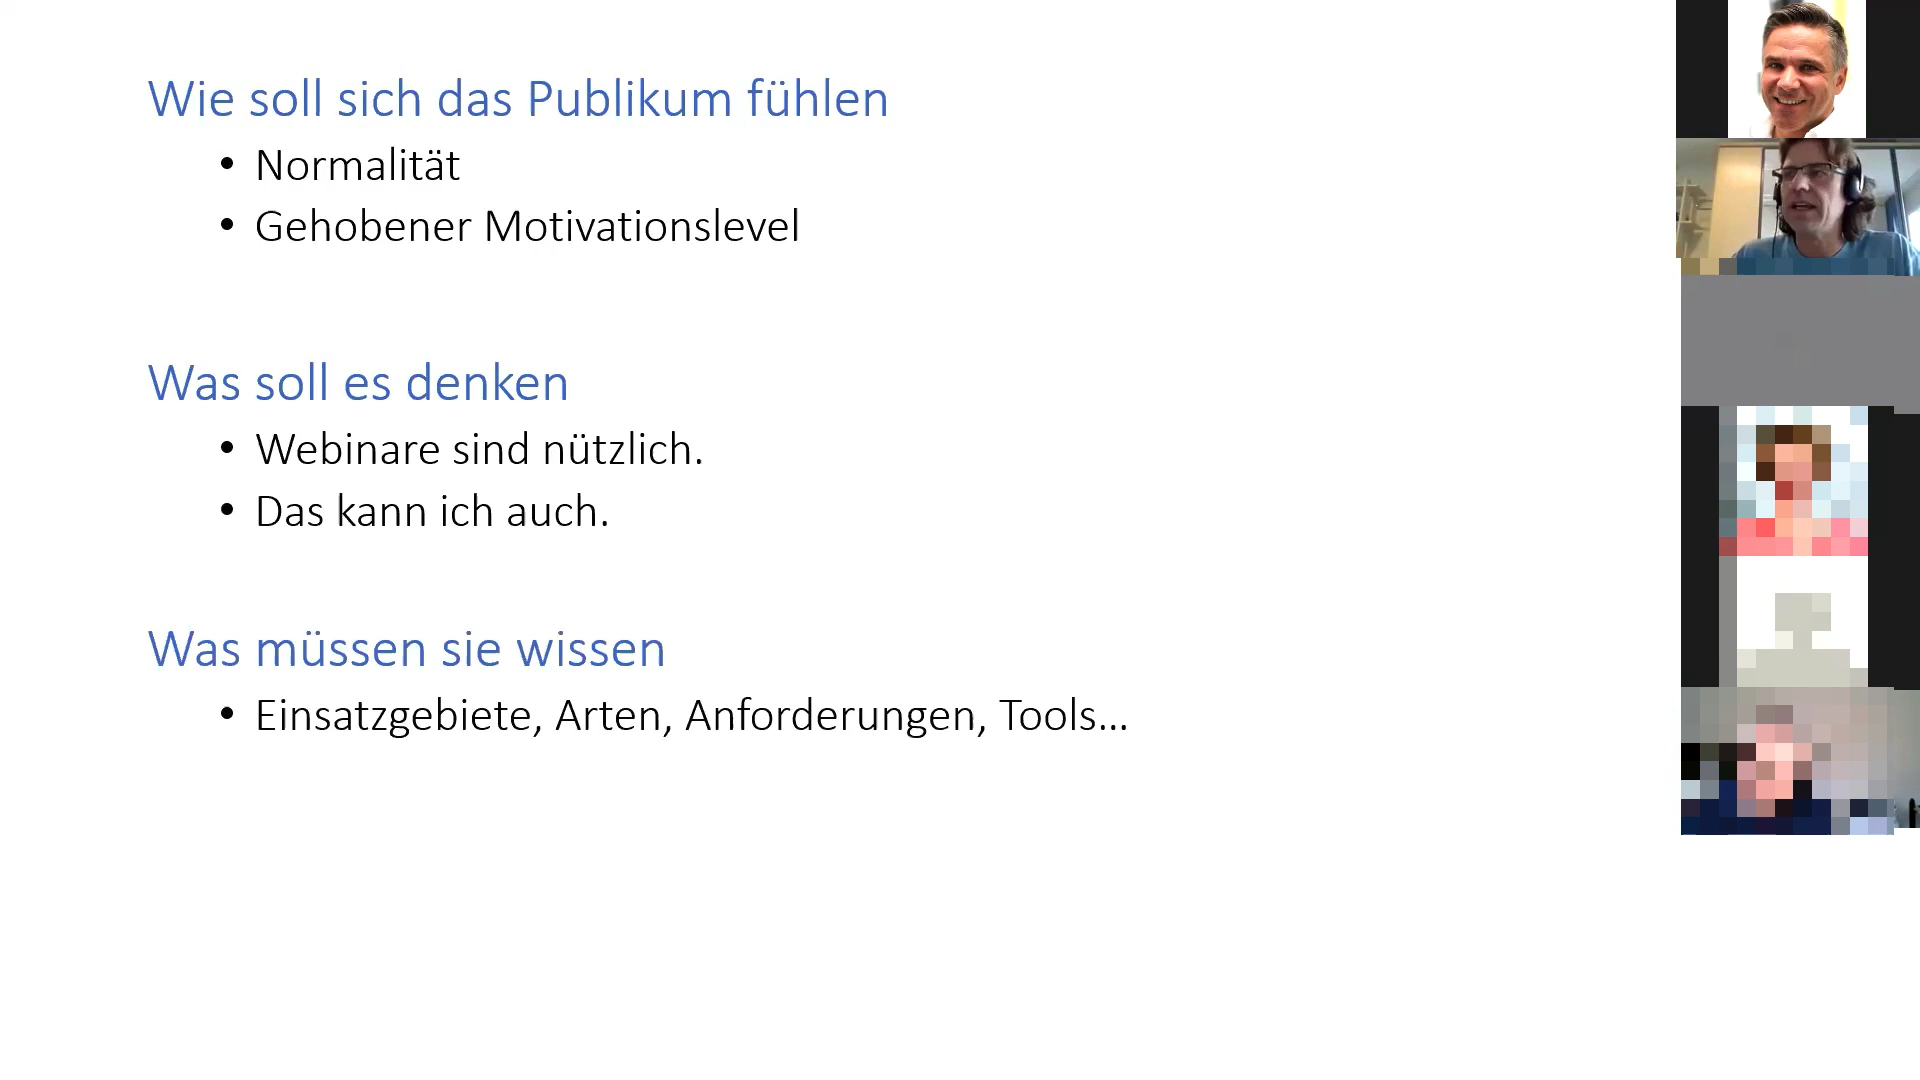 Wie soll sich das Publikum fühlen
• Normalität
• Gehobener Motivationslevel
Was soll es denken
• Webinare sind nützlich.
• Das kann ich auch.
Was müssen sie wissen
• Einsatzgebiete, Arten, Anforderungen, Tools...